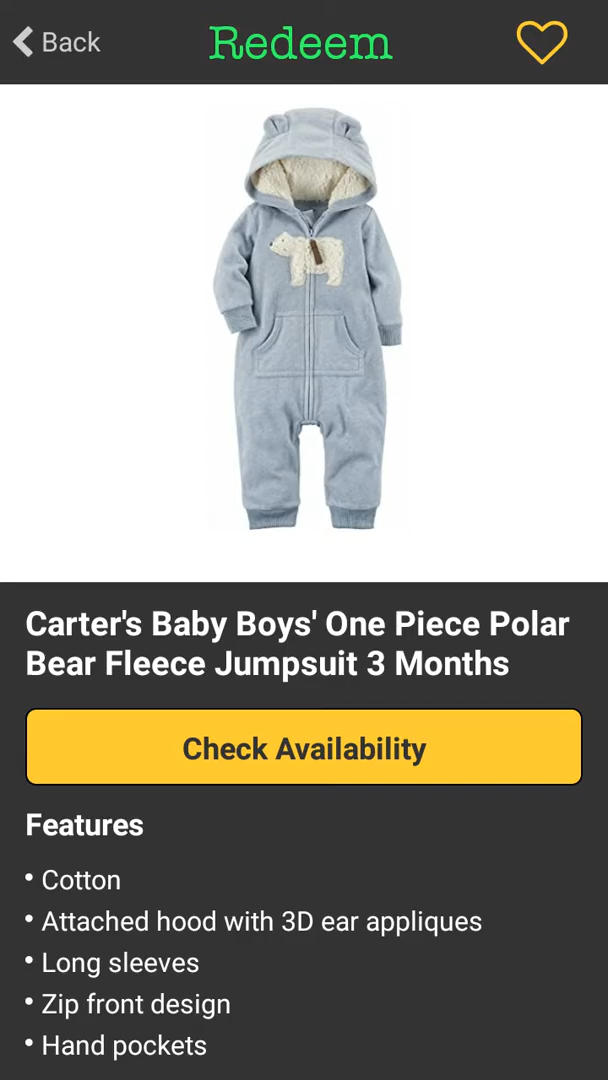 Back
Redeem
Carter's Baby Boys' One Piece Polar
Bear Fleece Jumpsuit 3 Months
Check Availability
Features
• Cotton
• Attached hood with 3D ear appliques
• Long sleeves
• Zip front design
• Hand pockets